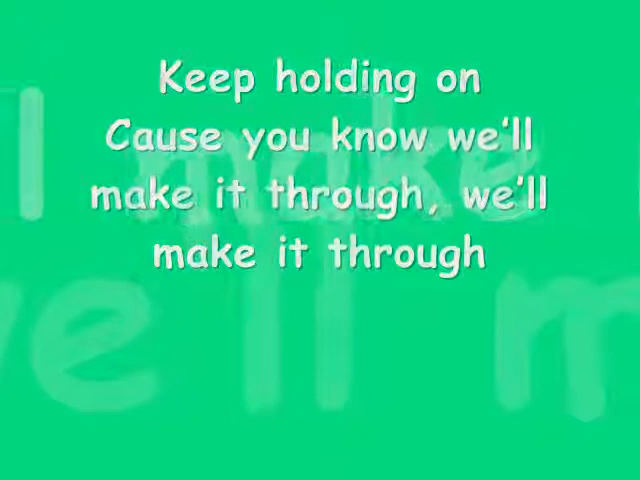 Keep holding on
Cause you know we'll
make it through, we'll
make it through